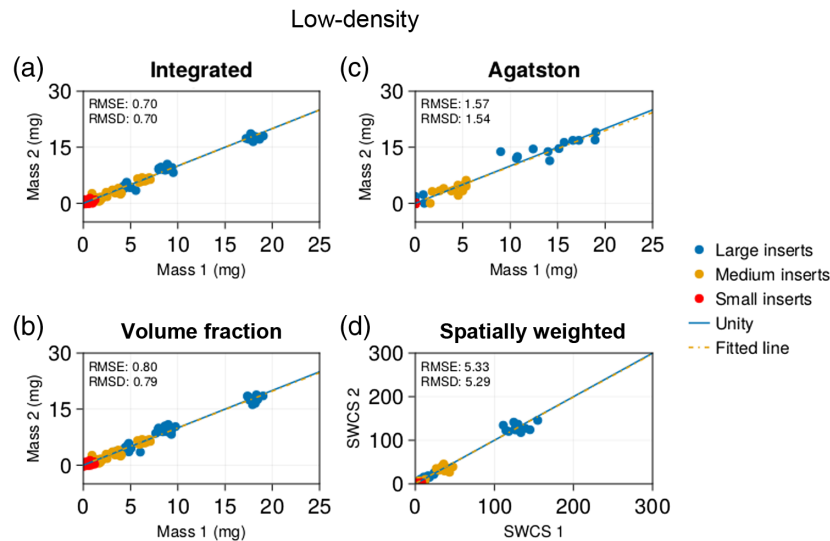 Low-density
(a)
Integrated
RMSE: 0.70
RMSD: 0.70
Mass 2 (mg)
30
15
0
0 5 10 15 20 25
Mass 1 (mg)
(c)
Agatston
RMSE: 1.57
RMSD: 1.54
Mass 2 (mg)
30
15
0
0 5 10 15 20 25
Mass 1 (mg)
(b)
Volume fraction
RMSE: 0.80
RMSD: 0.79
Mass 2 (mg)
30
15
0
0 5 10 15 20 25
Mass 1 (mg)
(d)
Spatially weighted
RMSE: 5.33
RMSD: 5.29
SWCS 2
300
200
100
0
0 100 200 300
SWCS 1
Large inserts
Medium inserts
Small inserts
Unity
Fitted line